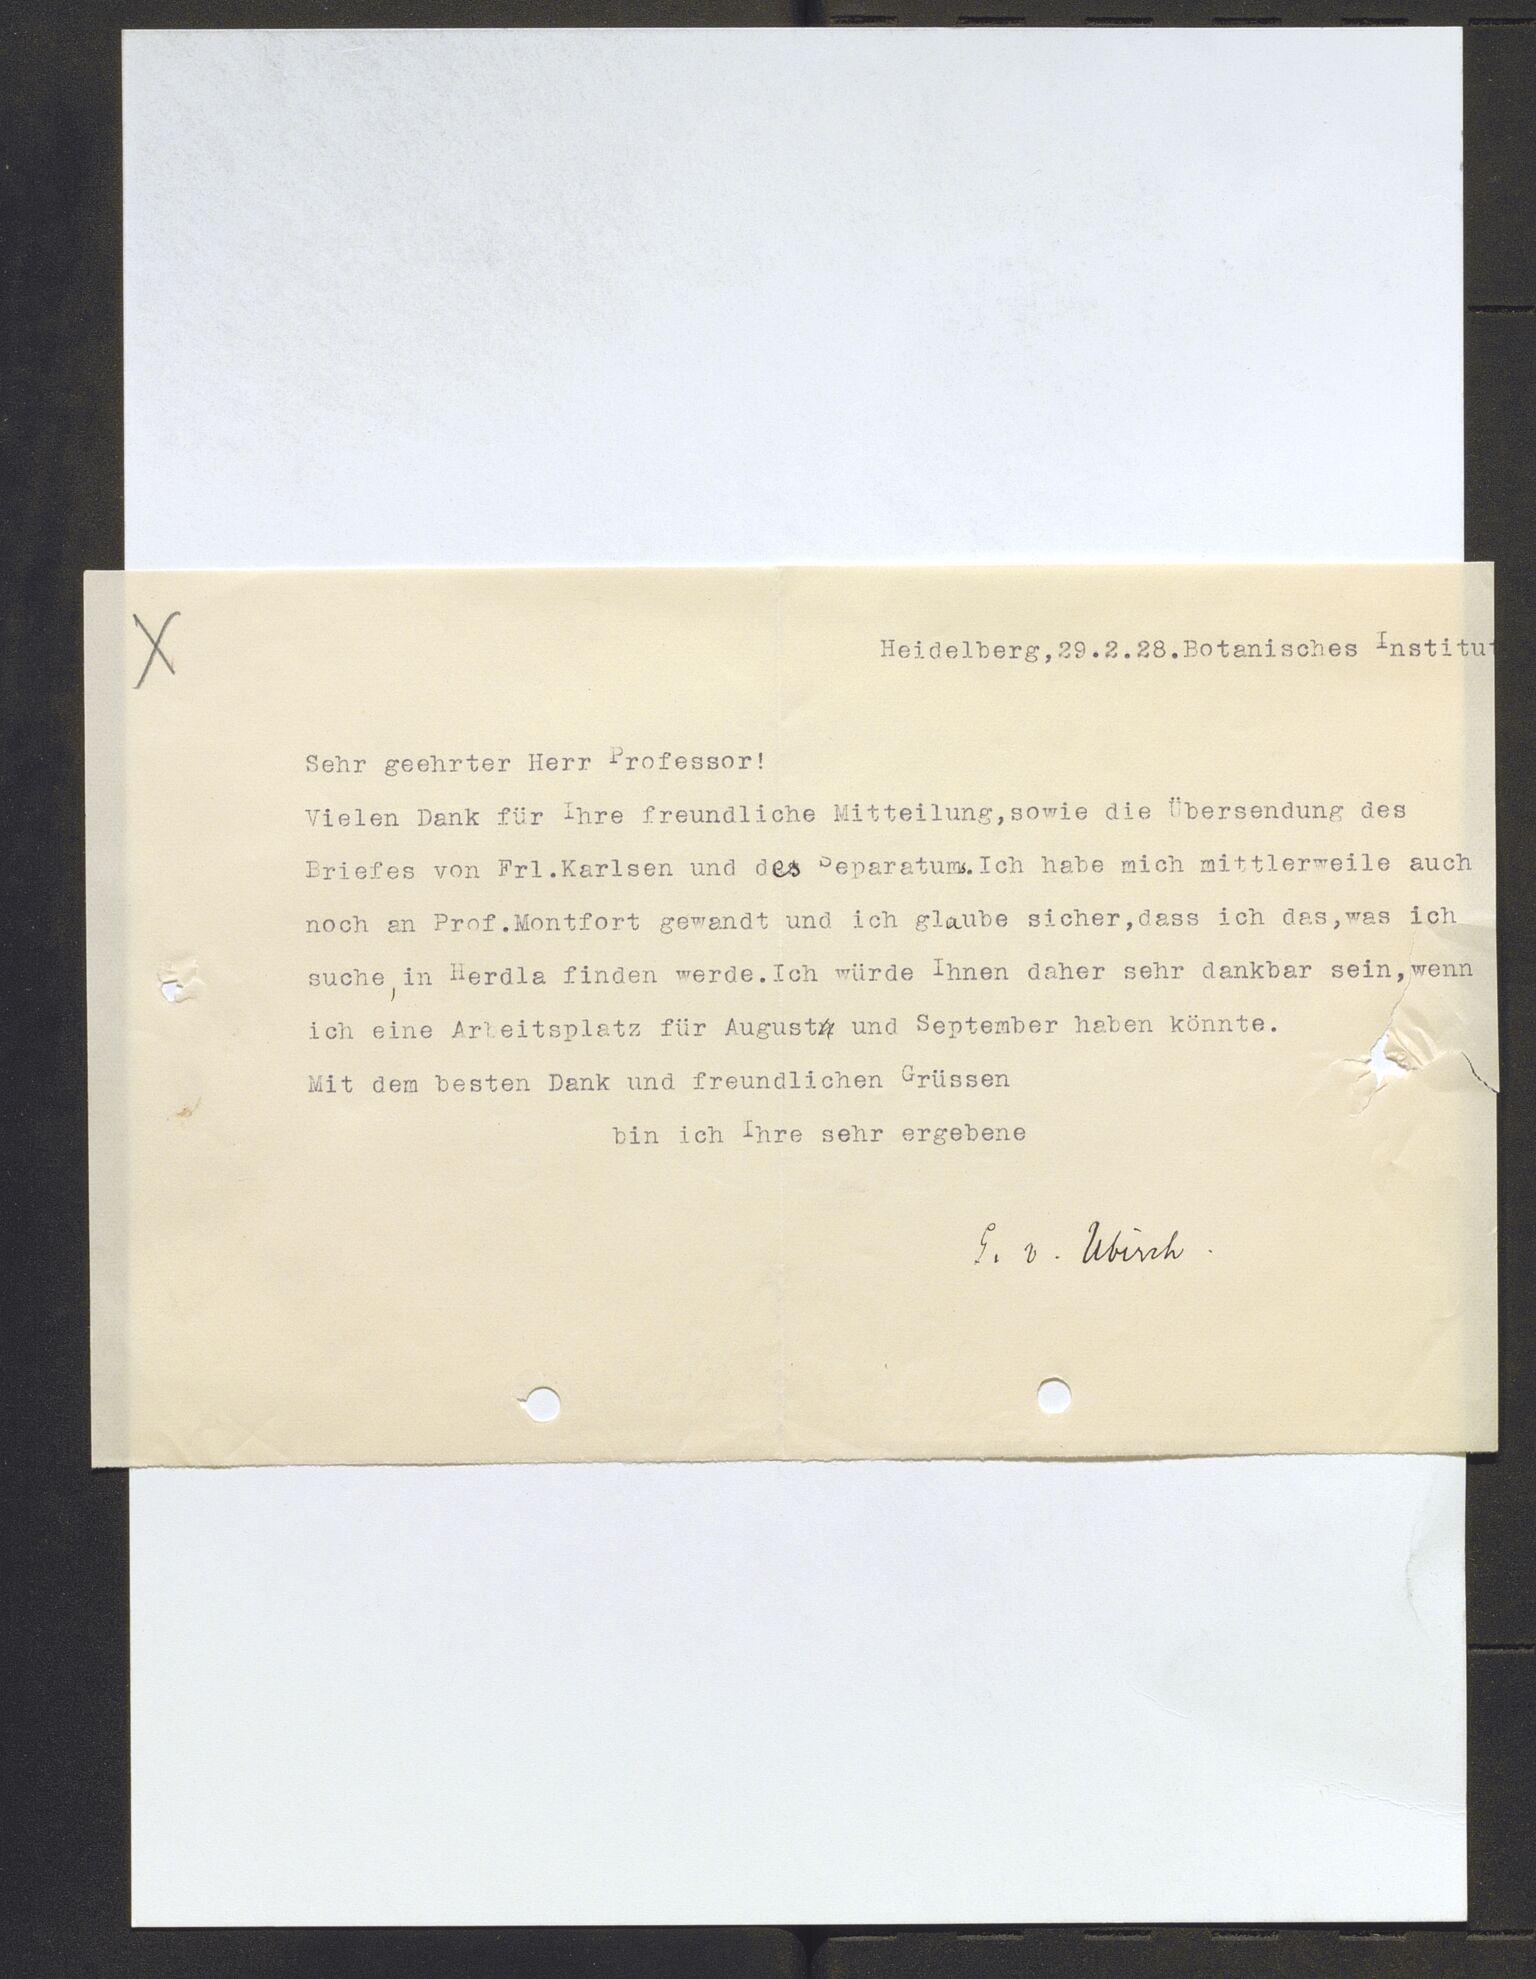 X
Heidelberg,29.2.28.Botanisches Institut
Sehr geehrter Herr Professor!
Vielen Dank für Ihre freundliche Mitteilung,sowie die Übersendung des
Briefes von Frl.Karlsen und des Separatums.Ich habe mich mittlerweile auch
noch an Prof.Montfort gewandt und ich glaube sicher,dass ich das,was ich
suche, in Herdla finden werde.Ich würde Ihnen daher sehr dankbar sein,wenn
ich eine Arbeitsplatz für August und September haben könnte.
Mit dem besten Dank und freundlichen Grüssen
bin ich Ihre sehr ergebene
G. v. Ubisch.